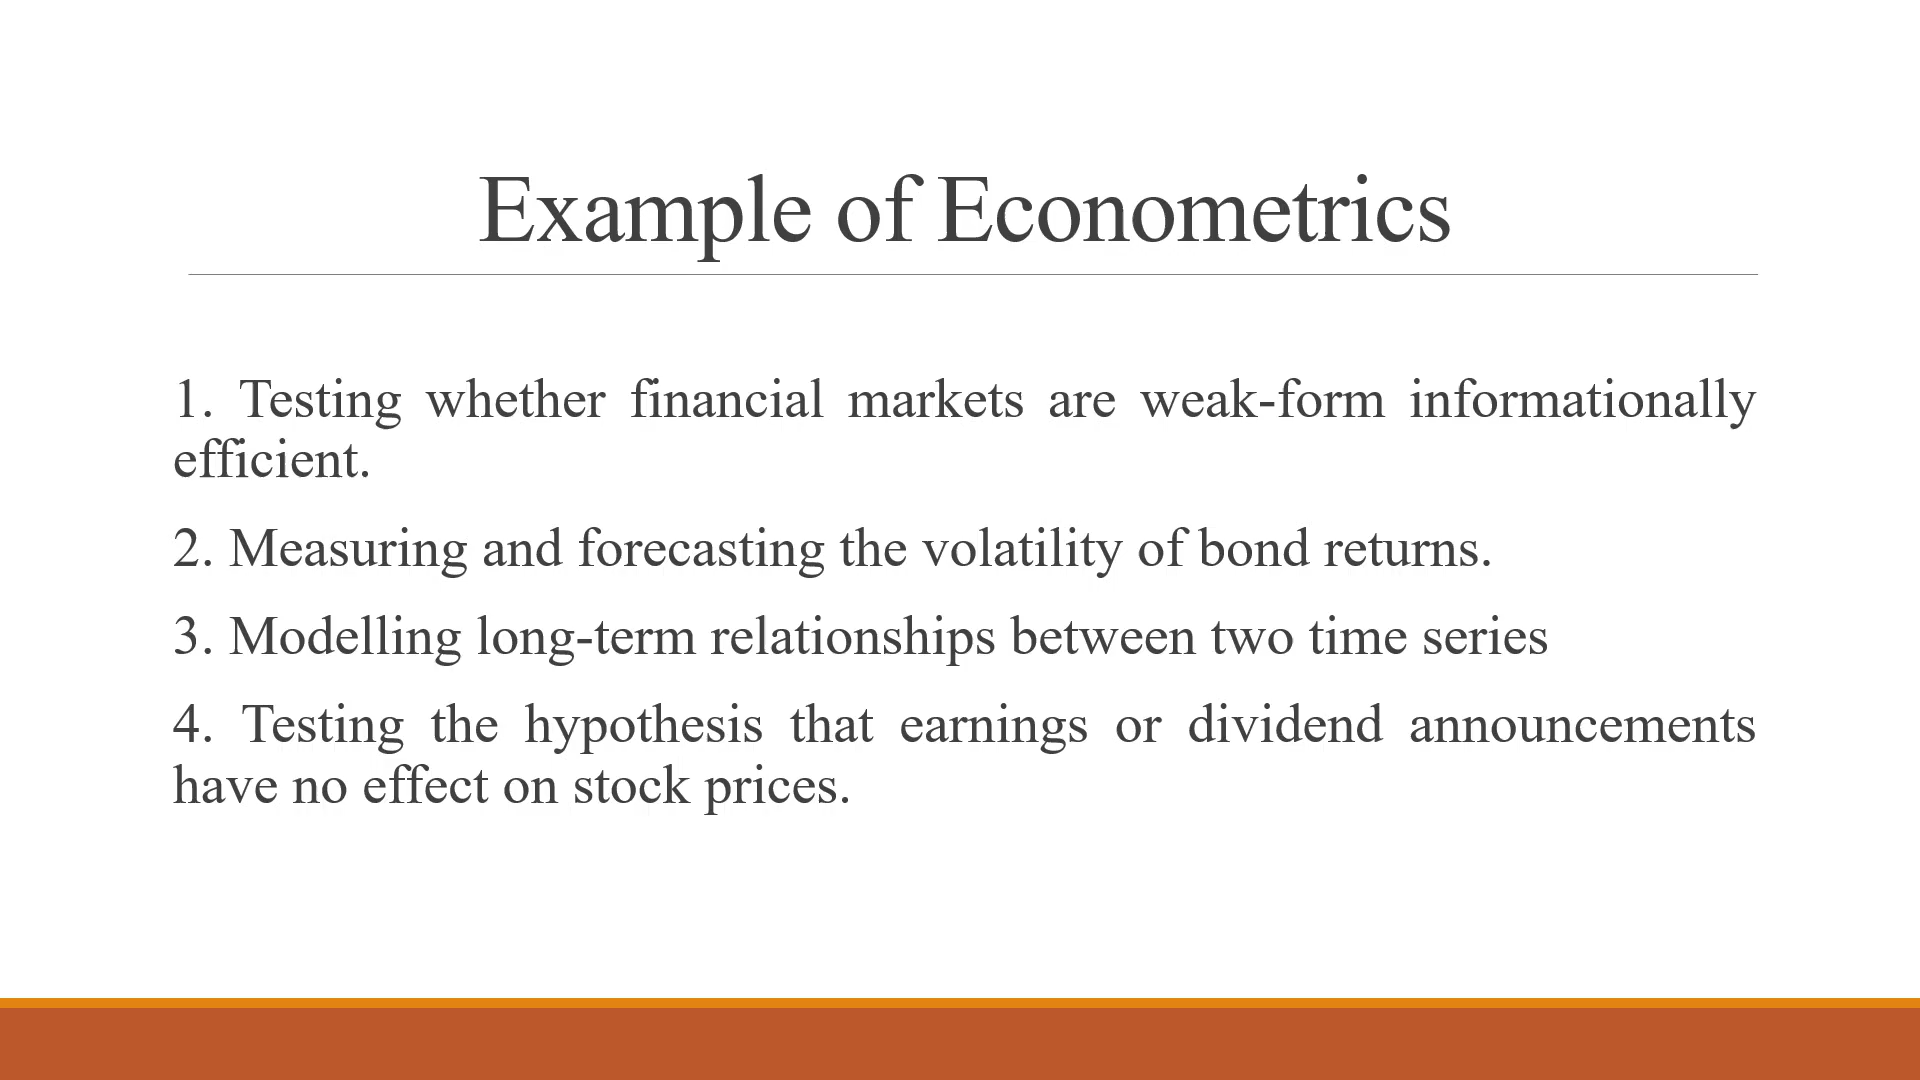 Example of Econometrics
1. Testing whether financial markets are weak-form informationally
efficient.
2. Measuring and forecasting the volatility of bond returns.
3. Modelling long-term relationships between two time series
4. Testing the hypothesis that earnings or dividend announcements
have no effect on stock prices.